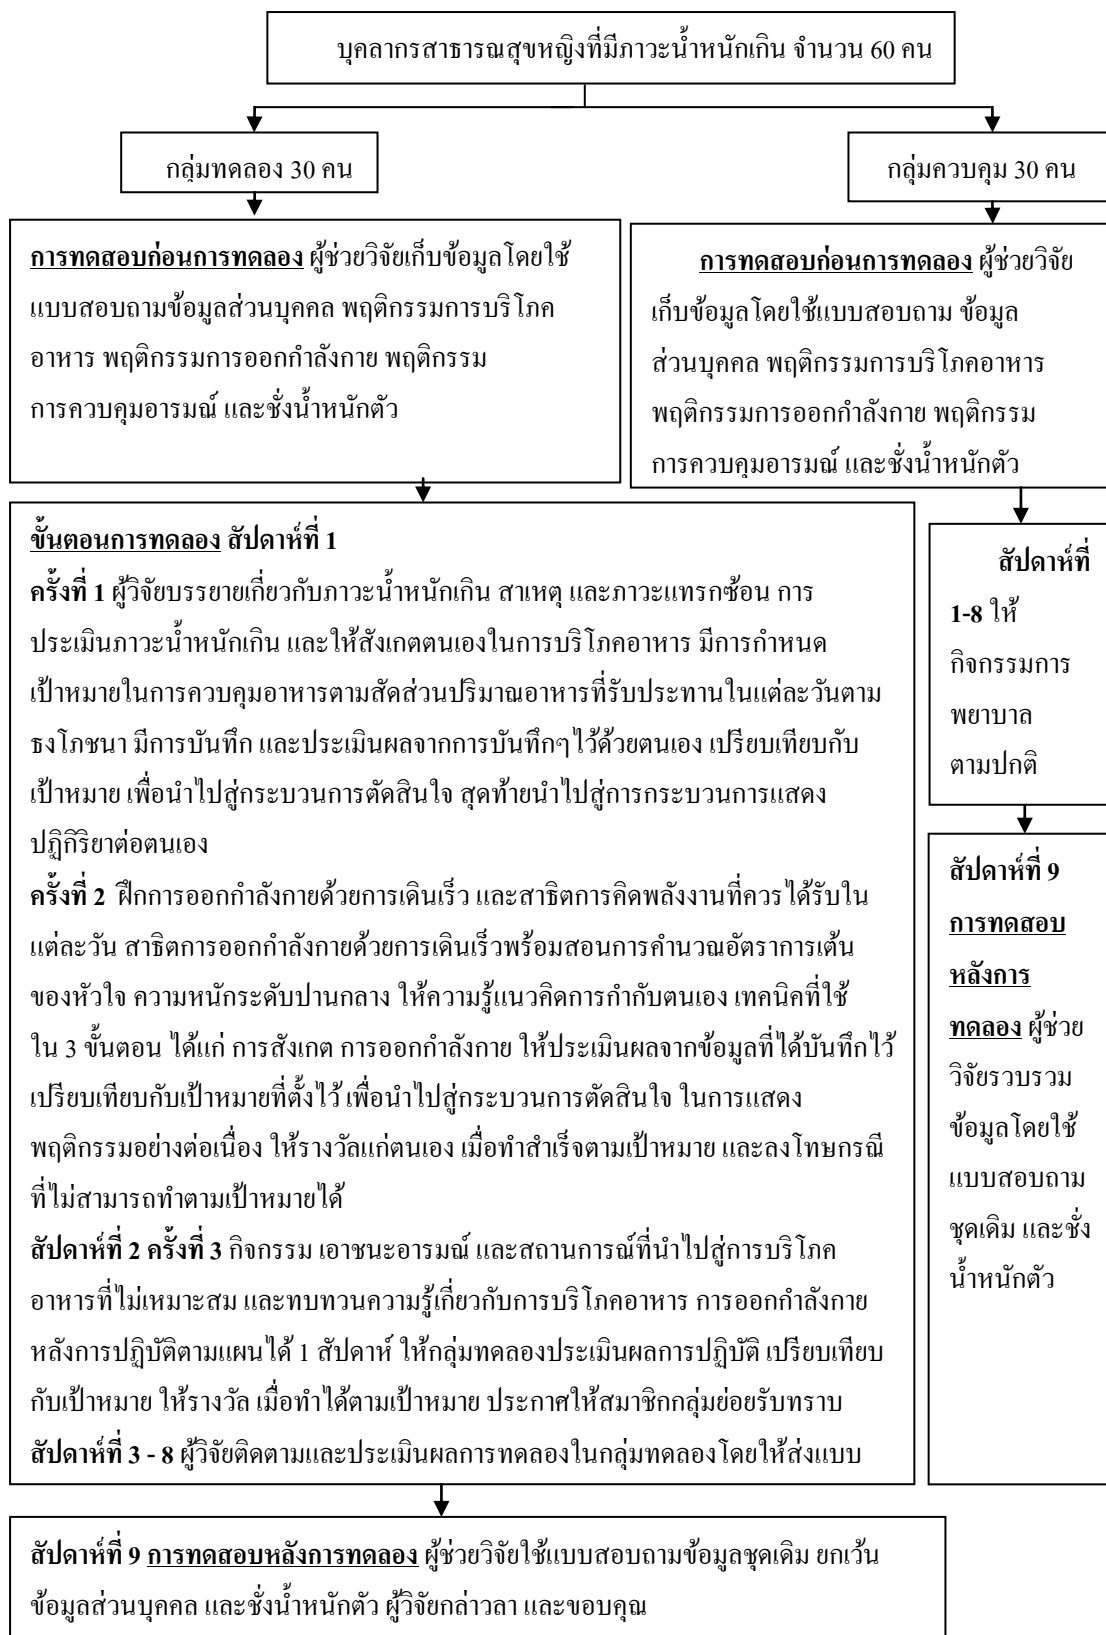 บุคลากรสาธารณสุขหญิงที่มีภาวะน้ำหนักเกิน จำนวน 60 คน
กลุ่มทดลอง 30 คน
กลุ่มควบคุม 30 คน
การทดสอบก่อนการทดลอง ผู้ช่วยวิจัยเก็บข้อมูลโดยใช้
แบบสอบถามข้อมูลส่วนบุคคล พฤติกรรมการบริโภค
อาหาร พฤติกรรมการออกกำลังกาย พฤติกรรม
การควบคุมอารมณ์ และชั่งน้ำหนักตัว
การทดสอบก่อนการทดลอง ผู้ช่วยวิจัย
เก็บข้อมูลโดยใช้แบบสอบถาม ข้อมูล
ส่วนบุคคล พฤติกรรมการบริโภคอาหาร
พฤติกรรมการออกกำลังกาย พฤติกรรม
การควบคุมอารมณ์ และชั่งน้ำหนักตัว
ขั้นตอนการทดลอง สัปดาห์ที่ 1
ครั้งที่ 1 ผู้วิจัยบรรยายเกี่ยวกับภาวะน้ำหนักเกิน สาเหตุ และภาวะแทรกซ้อน การ
ประเมินภาวะน้ำหนักเกิน และให้สังเกตตนเองในการบริโภคอาหาร มีการกำหนด
เป้าหมายในการควบคุมอาหารตามสัดส่วนปริมาณอาหารที่รับประทานในแต่ละวันตาม
ธงโภชนา มีการบันทึก และประเมินผลจากการบันทึกๆไว้ด้วยตนเอง เปรียบเทียบกับ
เป้าหมาย เพื่อนำไปสู่กระบวนการตัดสินใจ สุดท้ายนำไปสู่การกระบวนการแสดง
ปฏิกิริยาต่อตนเอง
ครั้งที่ 2 ฝึกการออกกำลังกายด้วยการเดินเร็ว และสาธิตการคิดพลังงานที่ควรได้รับใน
แต่ละวัน สาธิตการออกกำลังกายด้วยการเดินเร็วพร้อมสอนการคำนวณอัตราการเต้น
ของหัวใจ ความหนักระดับปานกลาง ให้ความรู้แนวคิดการกำกับตนเอง เทคนิคที่ใช้
ใน 3 ขั้นตอน ได้แก่ การสังเกต การออกกำลังกาย ให้ประเมินผลจากข้อมูลที่ได้บันทึกไว้
เปรียบเทียบกับเป้าหมายที่ตั้งไว้ เพื่อนำไปสู่กระบวนการตัดสินใจ ในการแสดง
พฤติกรรมอย่างต่อเนื่อง ให้รางวัลแก่ตนเอง เมื่อทำสำเร็จตามเป้าหมาย และลงโทษกรณี
ที่ไม่สามารถทำตามเป้าหมายได้
สัปดาห์ที่ 2 ครั้งที่ 3 กิจกรรม เอาชนะอารมณ์ และสถานการณ์ที่นำไปสู่การบริโภค
อาหารที่ไม่เหมาะสม และทบทวนความรู้เกี่ยวกับการบริโภคอาหาร การออกกำลังกาย
หลังการปฏิบัติตามแผนได้ 1 สัปดาห์ ให้กลุ่มทดลองประเมินผลการปฏิบัติ เปรียบเทียบ
กับเป้าหมาย ให้รางวัล เมื่อทำได้ตามเป้าหมาย ประกาศให้สมาชิกกลุ่มย่อยรับทราบ
สัปดาห์ที่ 3 - 8 ผู้วิจัยติดตามและประเมินผลการทดลองในกลุ่มทดลองโดยให้ส่งแบบ
สัปดาห์ที่
1-8 ให้
กิจกรรมการ
พยาบาล
ตามปกติ
สัปดาห์ที่ 9
การทดสอบ
หลังการ
ทดลอง ผู้ช่วย
วิจัยรวบรวม
ข้อมูลโดยใช้
แบบสอบถาม
ชุดเดิม และชั่ง
น้ำหนักตัว
สัปดาห์ที่ 9 การทดสอบหลังการทดลอง ผู้ช่วยวิจัยใช้แบบสอบถามข้อมูลชุดเดิม ยกเว้น
ข้อมูลส่วนบุคคล และชั่งน้ำหนักตัว ผู้วิจัยกล่าวลา และขอบคุณ